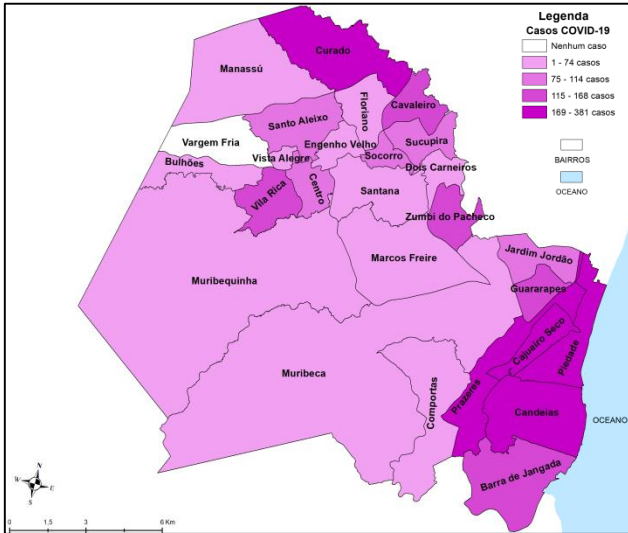 Legenda
Casos COVID-19
Nenhum caso
1 - 74 casos
75 - 114 casos
115 - 168 casos
169 - 381 casos
BAIRROS
OCEANO
Curado
Manassú
Floriano
Cavaleiro
Santo Aleixo
Vargem Fria
Engenho Velho
Sucupira
Socorro
Vista Alegre
Bulhões
Dois Carneiros
Vila Rica
Centro
Santana
Zumbi do Pacheco
Jardim Jordão
Marcos Freire
Muribequinha
Guararapes
Cajueiro Seco
Piedade
Muribeca
Comportas
Prazeres
Candeias
OCEANO
Barra de Jangada
N
W
E
S
0 1,5 3 6 Km